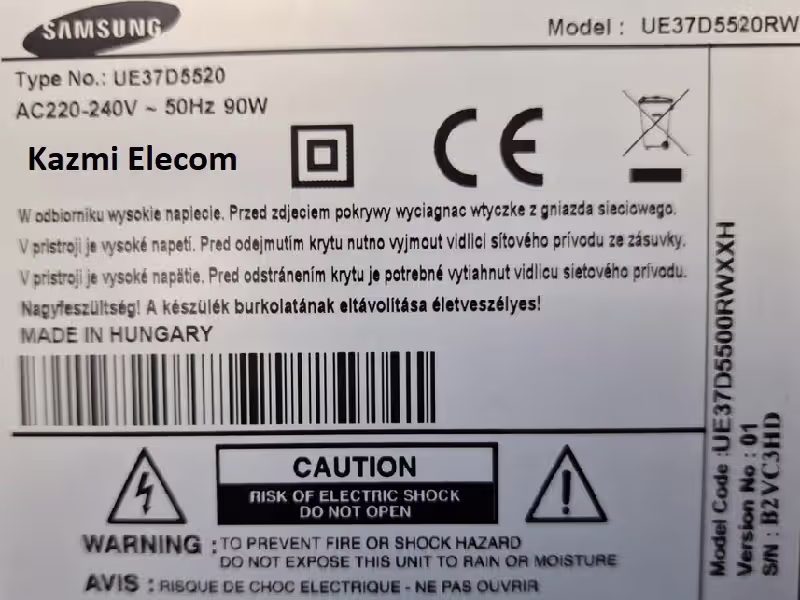 SAMSUNG
Model : UE37D5520RW
Type No.: UE37D5520
AC220-240V ~ 50Hz 90W
Kazmi Elecom
CE
W odbiorniku wysokie napiecie. Przed zdjeciem pokrywy wyciagnac wtyczke z gniazda sieciowego.
V pristroji je vysoké napetí. Pred odejmutím krytu nutno vyjmout vidlici sítového prívodu ze zásuvky.
V pristroji je vysoké napätie. Pred odstránením krytu je potrebné vytiahnut vidlicu sietového prívodu.
Nagyfeszültség! A készülék burkolatának eltávolítása életveszélyes!
MADE IN HUNGARY
CAUTION
RISK OF ELECTRIC SHOCK
DO NOT OPEN
WARNING : TO PREVENT FIRE OR SHOCK HAZARD
DO NOT EXPOSE THIS UNIT TO RAIN OR MOISTURE
AVIS : RISQUE DE CHOC ELECTRIQUE - NE PAS OUVRIR
Model Code :UE37D5500RWXXH
Version No : 01
S/N : B2VC3HD